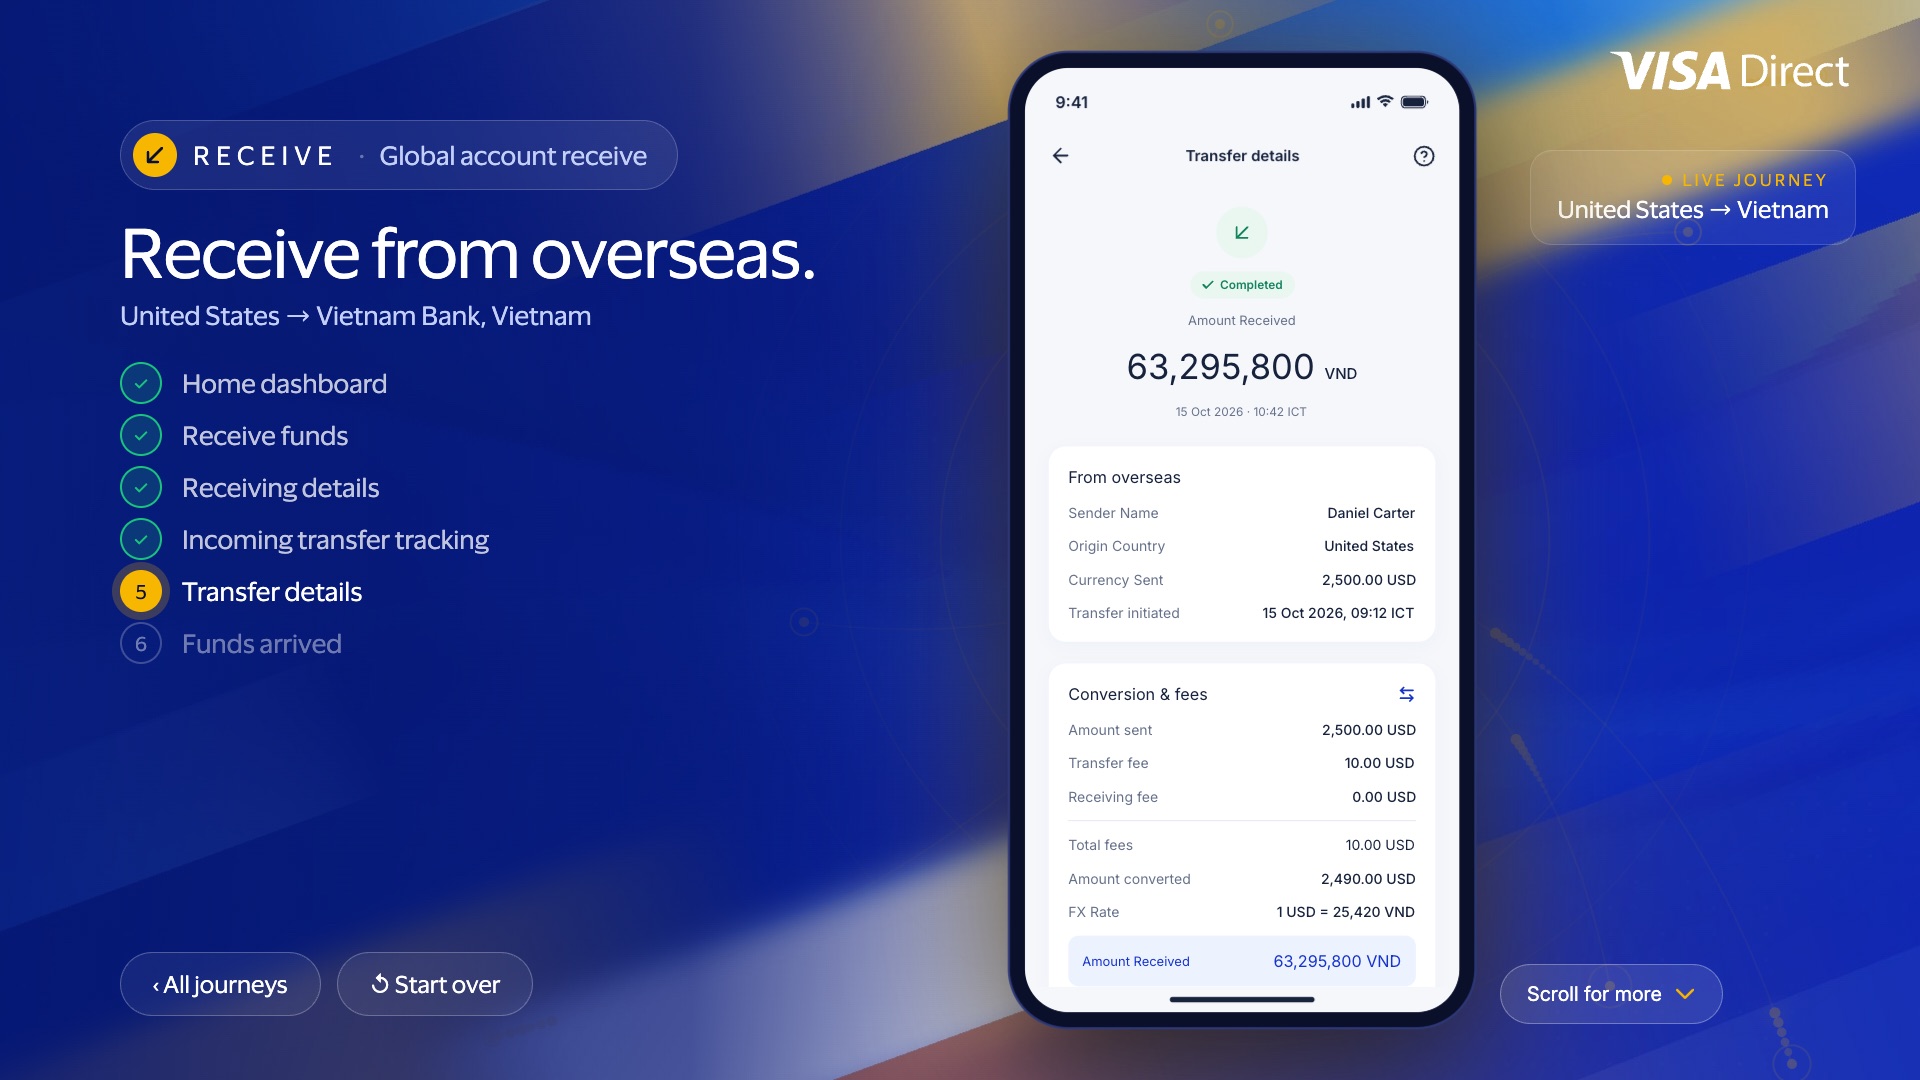 RECEIVE · Global account receive
Receive from overseas.
United States → Vietnam Bank, Vietnam
Home dashboard
Receive funds
Receiving details
Incoming transfer tracking
5 Transfer details
6 Funds arrived
‹ All journeys
Start over
9:41
Transfer details
Completed
Amount Received
63,295,800 VND
15 Oct 2026 · 10:42 ICT
From overseas
Sender Name Daniel Carter
Origin Country United States
Currency Sent 2,500.00 USD
Transfer initiated 15 Oct 2026, 09:12 ICT
Conversion & fees
Amount sent 2,500.00 USD
Transfer fee 10.00 USD
Receiving fee 0.00 USD
Total fees 10.00 USD
Amount converted 2,490.00 USD
FX Rate 1 USD = 25,420 VND
Amount Received 63,295,800 VND
VISA Direct
LIVE JOURNEY
United States → Vietnam
Scroll for more